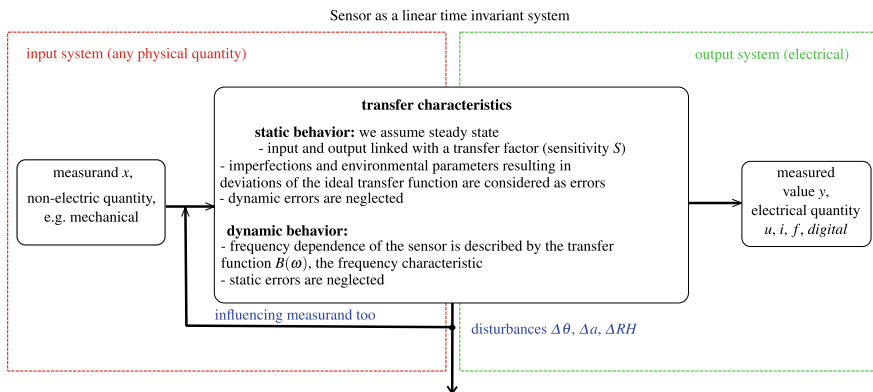 Sensor as a linear time invariant system
input system (any physical quantity)
output system (electrical)
transfer characteristics
static behavior: we assume steady state
- input and output linked with a transfer factor (sensitivity S)
- imperfections and environmental parameters resulting in
deviations of the ideal transfer function are considered as errors
- dynamic errors are neglected
dynamic behavior:
- frequency dependence of the sensor is described by the transfer
function B(ω), the frequency characteristic
- static errors are neglected
measurand x,
non-electric quantity,
e.g. mechanical
measured
value y,
electrical quantity
u, i, f, digital
influencing measurand too
disturbances Δθ, Δa, ΔRH